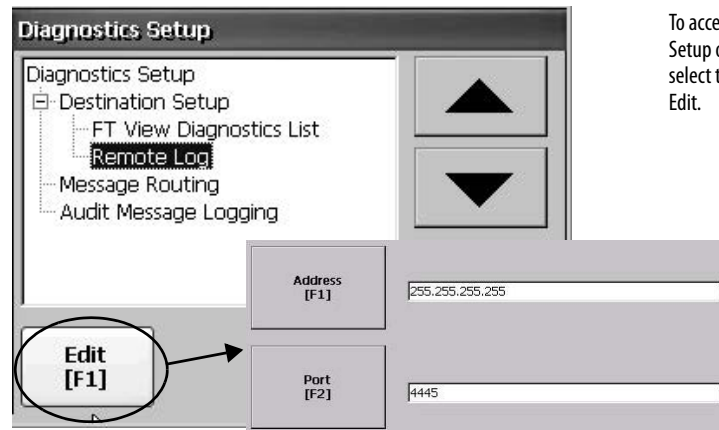 Diagnostics Setup
Diagnostics Setup
Destination Setup
FT View Diagnostics List
Remote Log
Message Routing
Audit Message Logging
Edit
[F1]
Address
[F1]
255.255.255.255
Port
[F2]
4445
To
Setup
select
Edit.